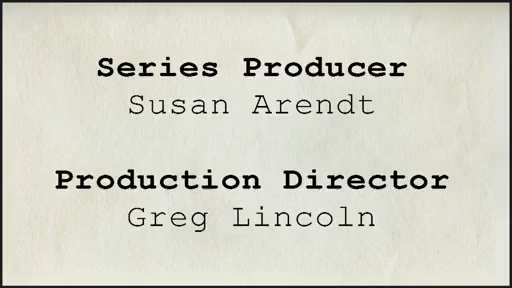 Series Producer
Susan Arendt
Production Director
Greg Lincoln